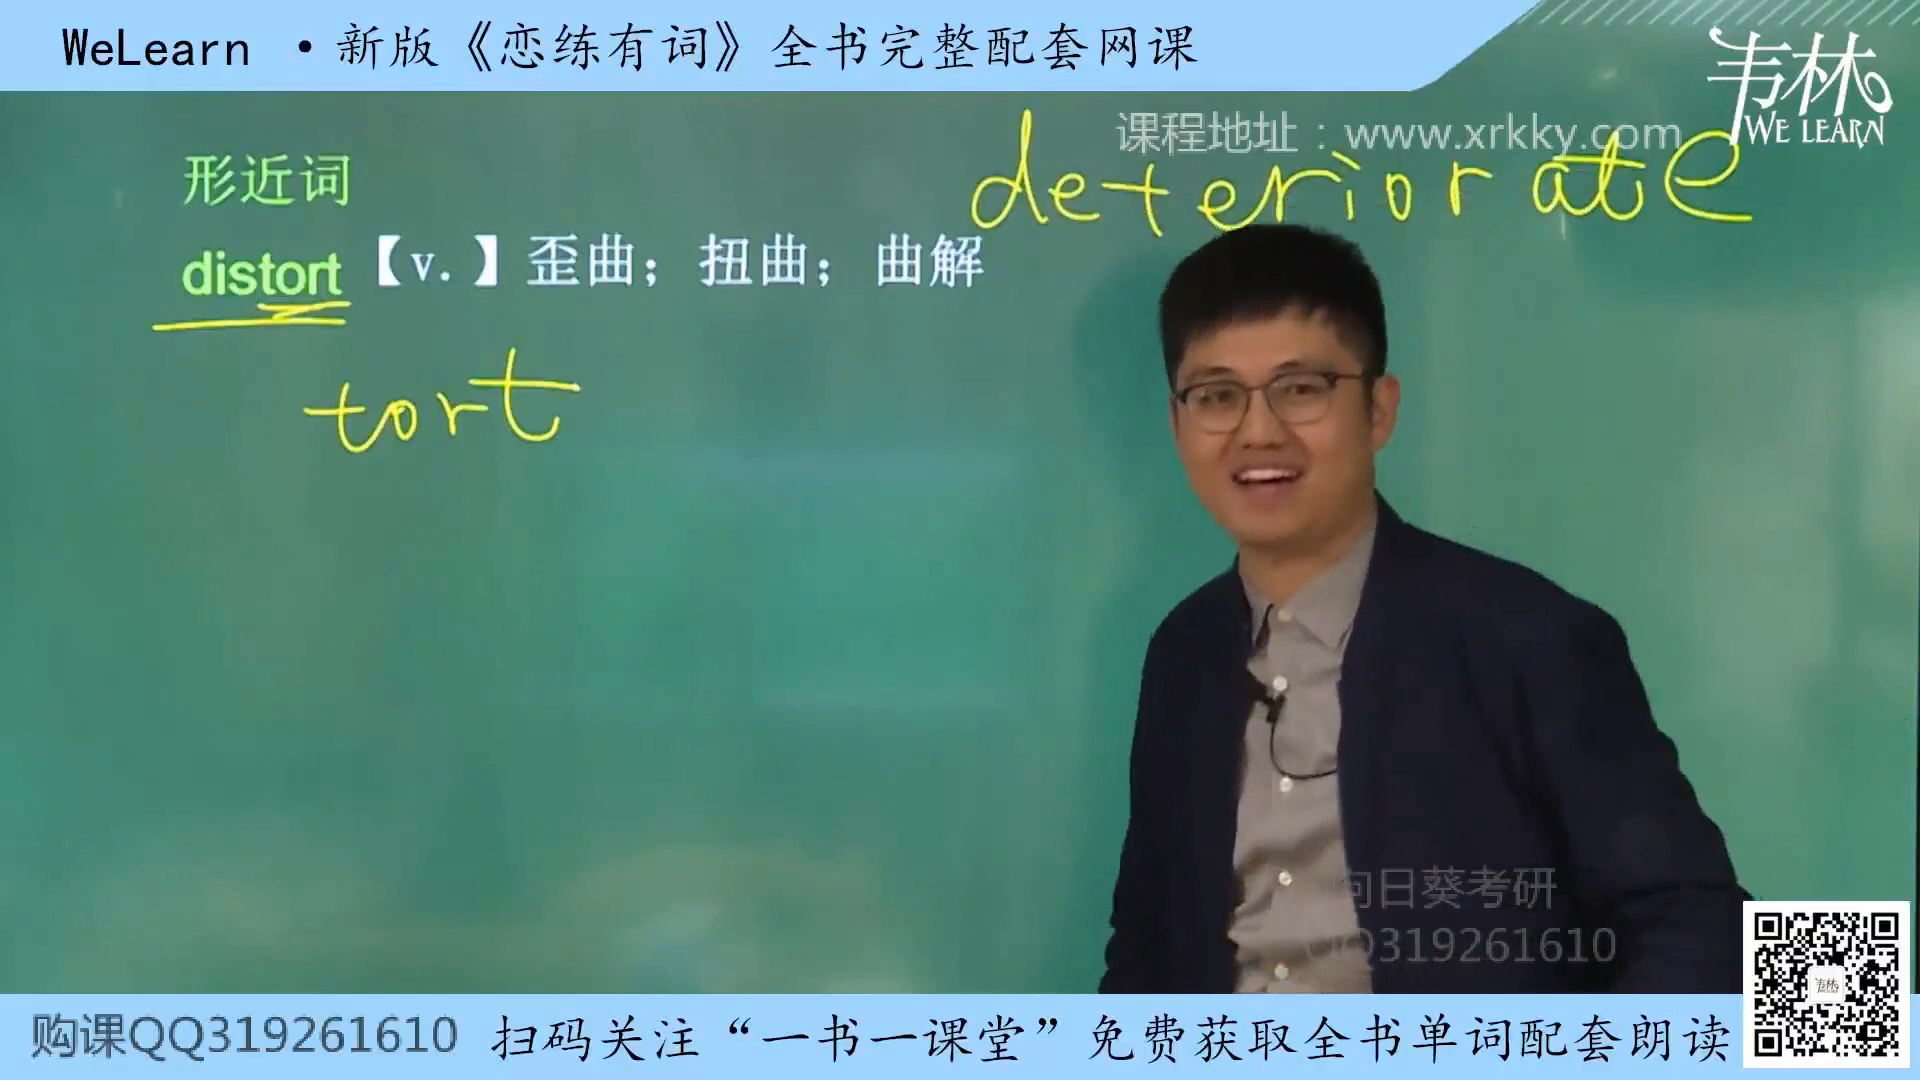 WeLearn ·新版《恋练有词》全书完整配套网课
韦林
WE LEARN
课程地址：www.xrkky.com
deteriorate
形近词
distort【v.】歪曲；扭曲；曲解
tort
向日葵考研
QQ319261610
韦林
购课QQ319261610 扫码关注“一书一课堂”免费获取全书单词配套朗读